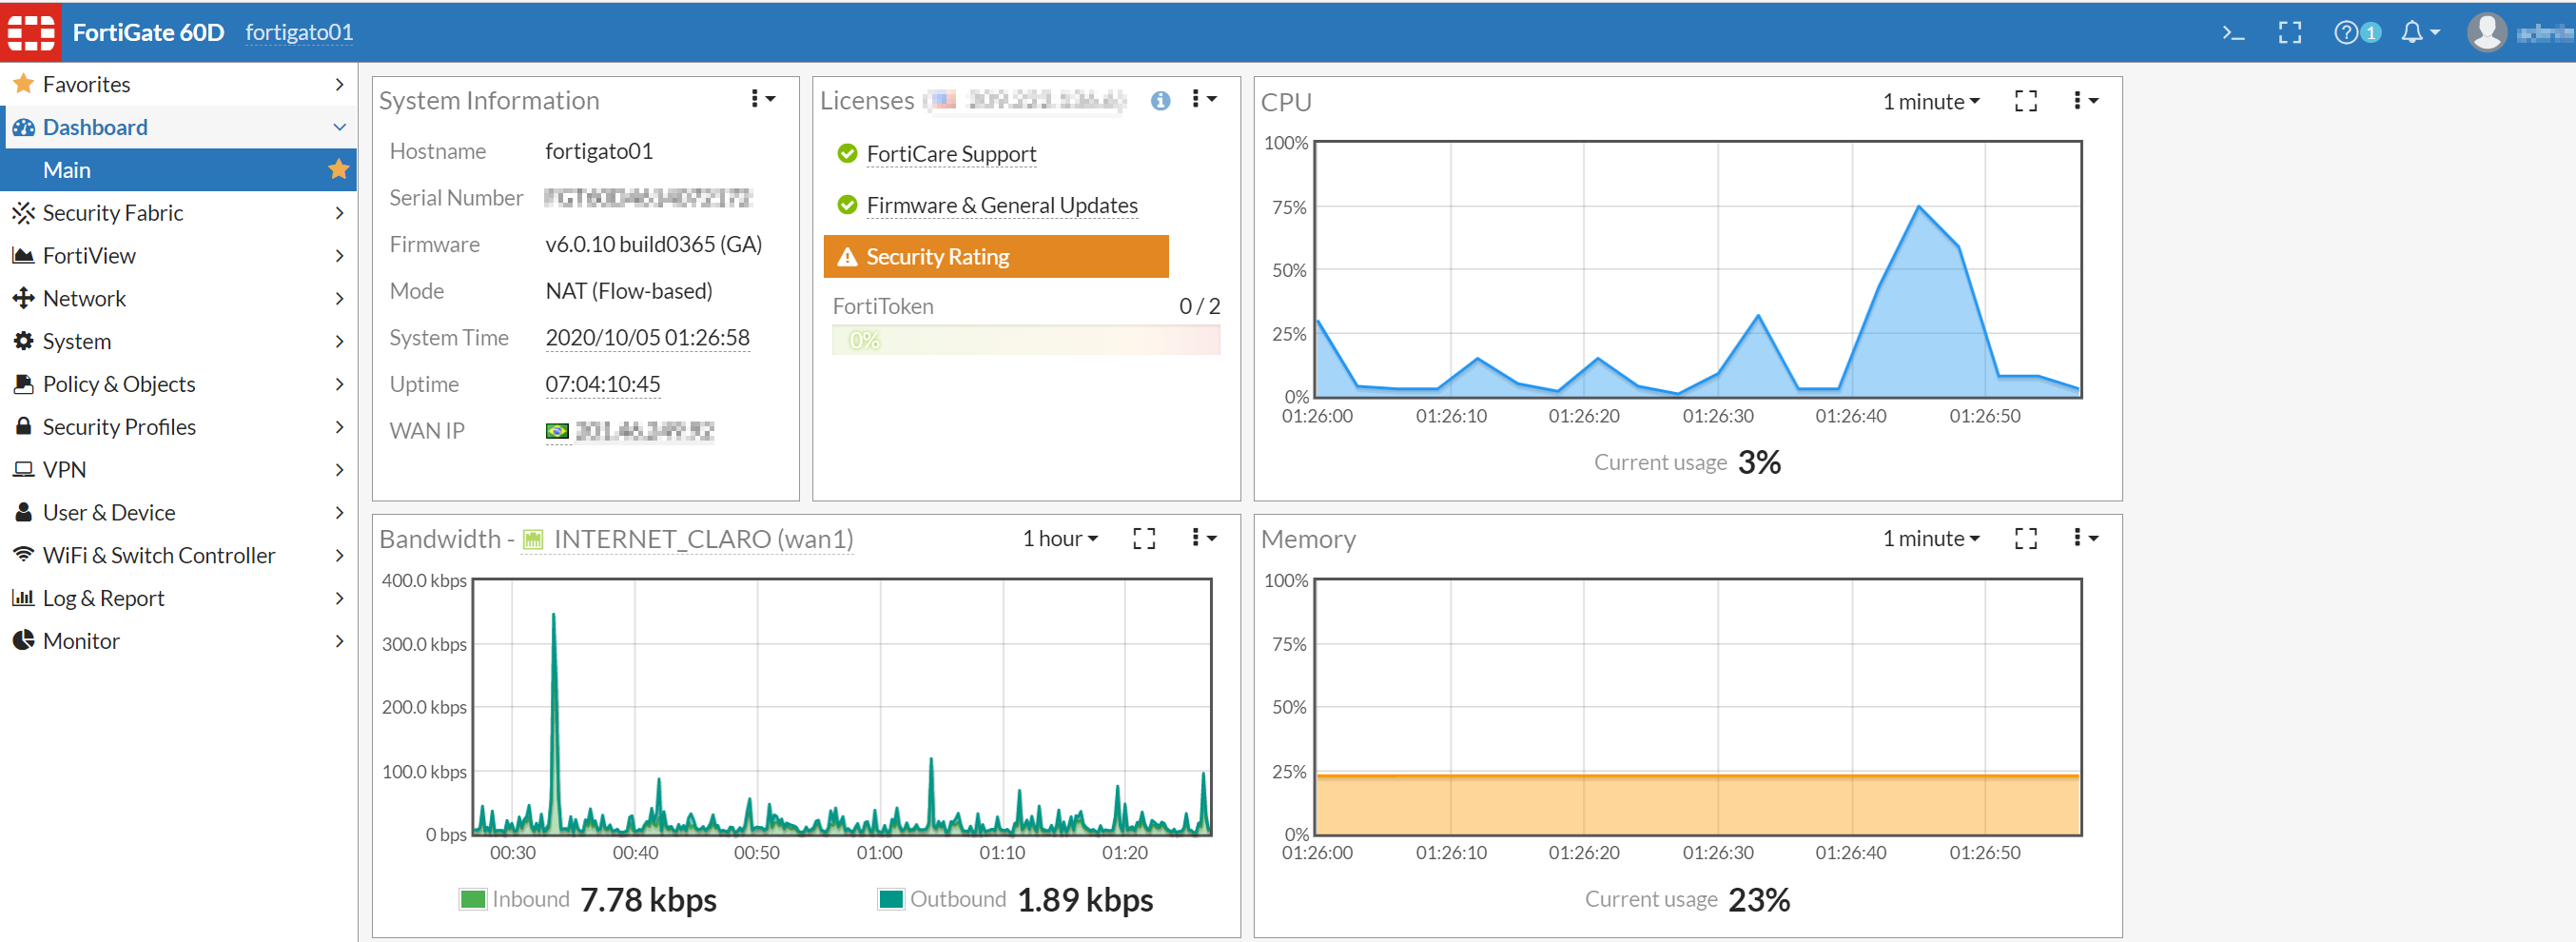 FortiGate 60D fortigato01
1
Favorites
Dashboard
Main
Security Fabric
FortiView
Network
System
Policy & Objects
Security Profiles
VPN
User & Device
WiFi & Switch Controller
Log & Report
Monitor
System Information
Hostname fortigato01
Serial Number
Firmware v6.0.10 build0365 (GA)
Mode NAT (Flow-based)
System Time 2020/10/05 01:26:58
Uptime 07:04:10:45
WAN IP
Licenses
FortiCare Support
Firmware & General Updates
Security Rating
FortiToken 0 / 2
0%
CPU 1 minute
100%
75%
50%
25%
0%
01:26:00 01:26:10 01:26:20 01:26:30 01:26:40 01:26:50
Current usage 3%
Bandwidth - INTERNET_CLARO (wan1) 1 hour
400.0 kbps
300.0 kbps
200.0 kbps
100.0 kbps
0 bps
00:30 00:40 00:50 01:00 01:10 01:20
Inbound 7.78 kbps Outbound 1.89 kbps
Memory 1 minute
100%
75%
50%
25%
0%
01:26:00 01:26:10 01:26:20 01:26:30 01:26:40 01:26:50
Current usage 23%